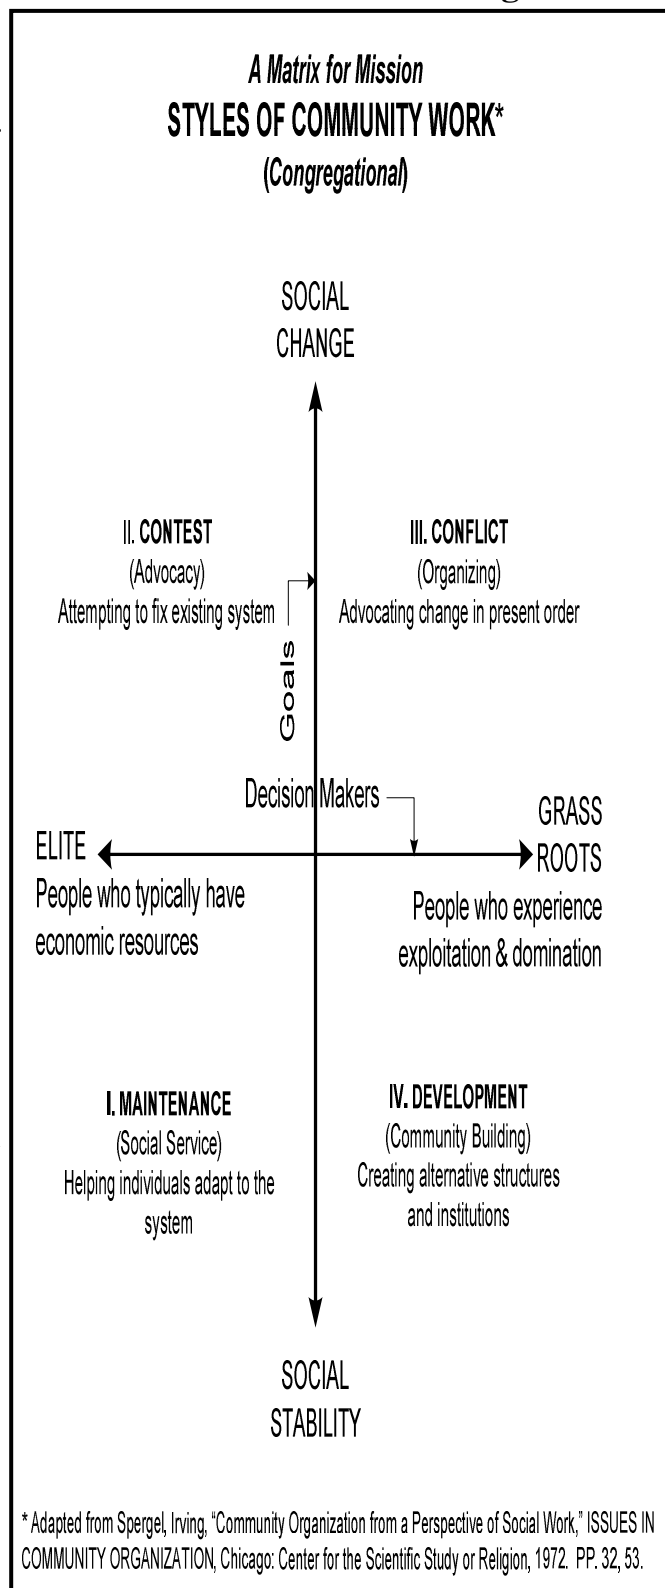 A Matrix for Mission
STYLES OF COMMUNITY WORK*
(Congregational)
SOCIAL
CHANGE
II. CONTEST
(Advocacy)
Attempting to fix existing system
III. CONFLICT
(Organizing)
Advocating change in present order
Goals
Decision Makers
ELITE
People who typically have
economic resources
GRASS
ROOTS
People who experience
exploitation & domination
I. MAINTENANCE
(Social Service)
Helping individuals adapt to the
system
IV. DEVELOPMENT
(Community Building)
Creating alternative structures
and institutions
SOCIAL
STABILITY
* Adapted from Spergel, Irving, “Community Organization from a Perspective of Social Work,” ISSUES IN
COMMUNITY ORGANIZATION, Chicago: Center for the Scientific Study or Religion, 1972. PP. 32, 53.